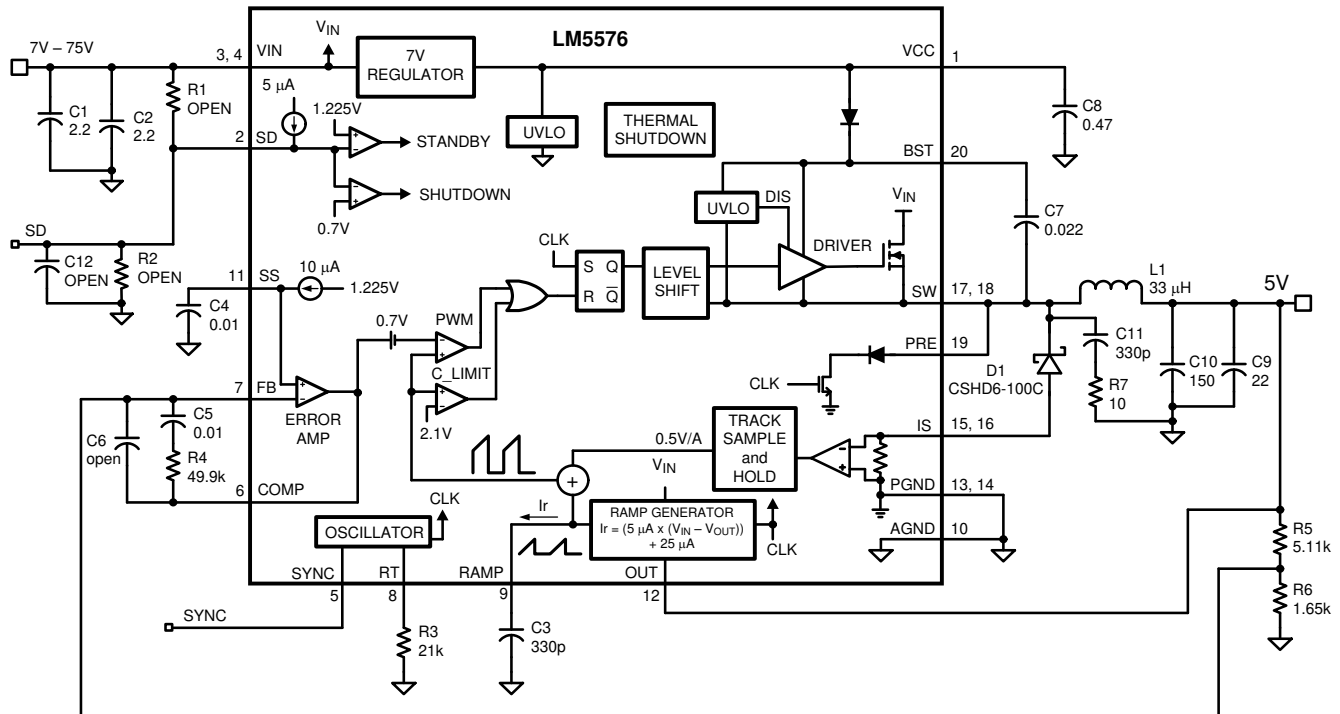 LM5576
7V – 75V
3, 4
VIN
V_IN
7V
REGULATOR
VCC
1
R1
OPEN
C1
2.2
C2
2.2
5 µA
1.225V
2
SD
STANDBY
SHUTDOWN
0.7V
UVLO
THERMAL
SHUTDOWN
C8
0.47
BST
20
V_IN
UVLO
DIS
DRIVER
C7
0.022
SD
C12
OPEN
R2
OPEN
11
SS
10 µA
1.225V
C4
0.01
CLK
S Q
R Q̅
LEVEL
SHIFT
SW
17, 18
L1
33 µH
5V
0.7V
PWM
C_LIMIT
2.1V
PRE
19
CLK
D1
CSHD6-100C
C11
330p
R7
10
C10
150
C9
22
7
FB
ERROR
AMP
C5
0.01
C6
open
R4
49.9k
6
COMP
IS
15, 16
0.5V/A
TRACK
SAMPLE
and
HOLD
V_IN
+
PGND
13, 14
Ir
RAMP GENERATOR
Ir = (5 µA x (V_IN – V_OUT))
+ 25 µA
CLK
AGND
10
CLK
OSCILLATOR
SYNC
5
RT
8
RAMP
9
OUT
12
R5
5.11k
R6
1.65k
SYNC
R3
21k
C3
330p